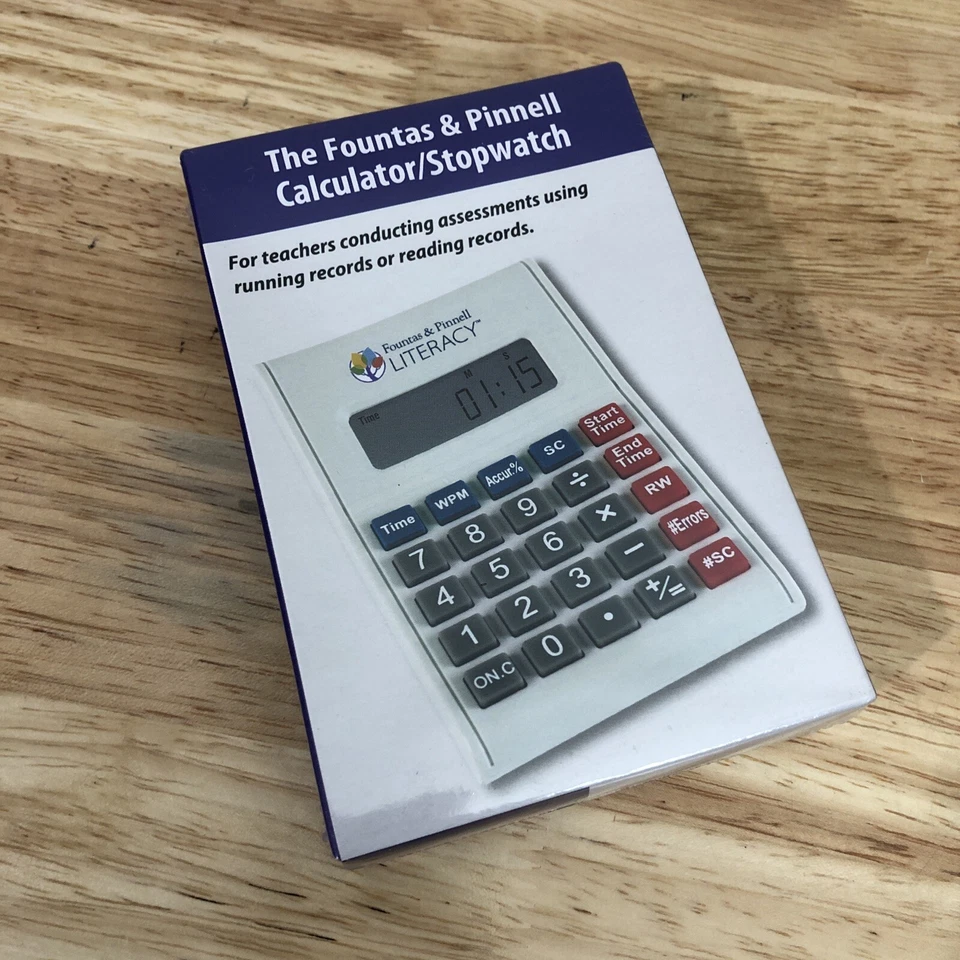 The Fountas & Pinnell
Calculator/Stopwatch
For teachers conducting assessments using
running records or reading records.
Fountas & Pinnell
LITERACY™
Time M S
01:15
Time WPM Accur.% SC Start Time
7 8 9 ÷ End Time
4 5 6 × RW
1 2 3 − #Errors
ON.C 0 . +/= #SC